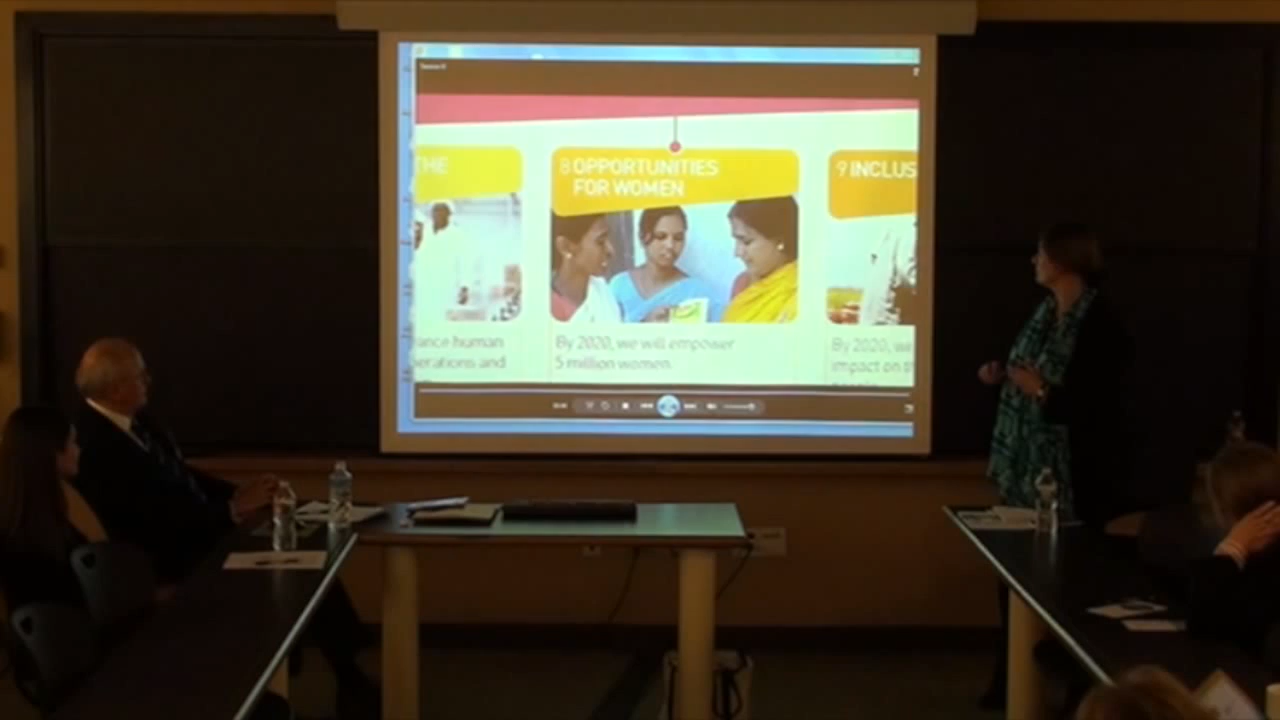 THE
8 OPPORTUNITIES
FOR WOMEN
9 INCLUS
ance human
erations and
By 2020, we will empower
5 million women.
By 2020, we
impact on th